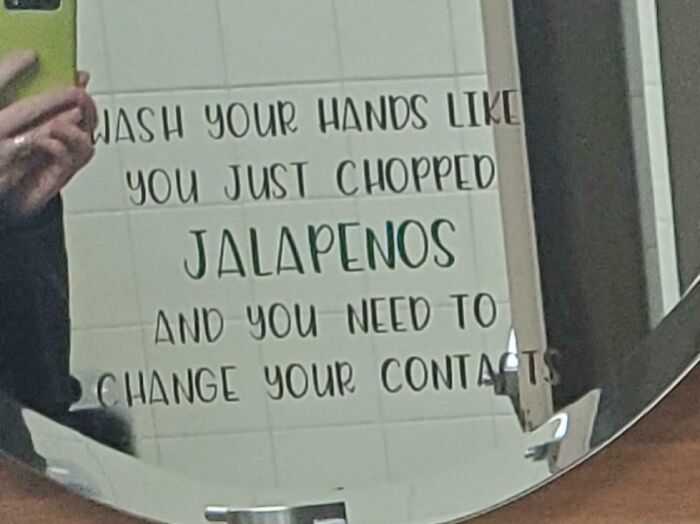 WASH YOUR HANDS LIKE
YOU JUST CHOPPED
JALAPENOS
AND YOU NEED TO
CHANGE YOUR CONTACTS